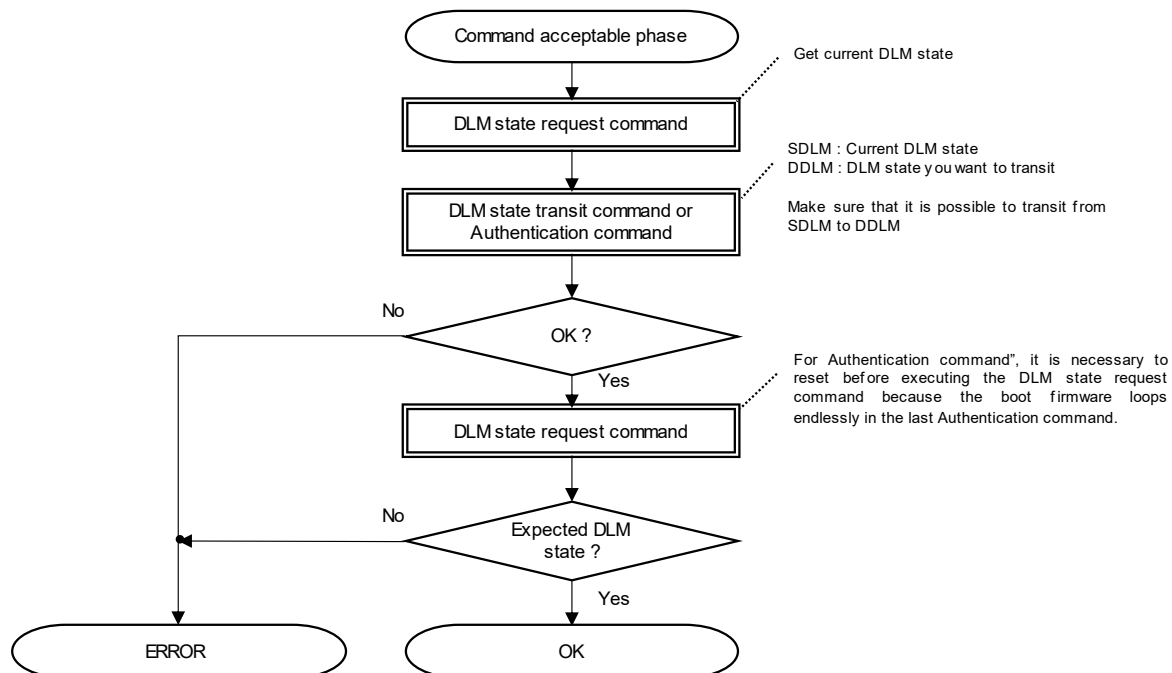 Command acceptable phase
Get current DLM state
DLM state request command
SDLM : Current DLM state
DDLM : DLM state you want to transit
Make sure that it is possible to transit from
SDLM to DDLM
DLM state transit command or
Authentication command
No
OK ?
Yes
For Authentication command”, it is necessary to
reset before executing the DLM state request
command because the boot firmware loops
endlessly in the last Authentication command.
DLM state request command
No
Expected DLM
state ?
Yes
ERROR
OK